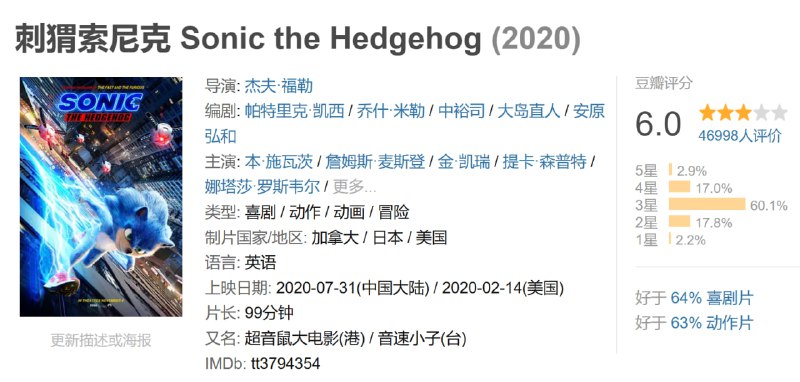 刺猬索尼克 Sonic the Hedgehog (2020)
SONIC
THE HEDGEHOG
更新描述或海报
导演: 杰夫·福勒
编剧: 帕特里克·凯西 / 乔什·米勒 / 中裕司 / 大岛直人 / 安原
弘和
主演: 本·施瓦茨 / 詹姆斯·麦斯登 / 金·凯瑞 / 提卡·森普特 /
娜塔莎·罗斯韦尔 / 更多...
类型: 喜剧 / 动作 / 动画 / 冒险
制片国家/地区: 加拿大 / 日本 / 美国
语言: 英语
上映日期: 2020-07-31(中国大陆) / 2020-02-14(美国)
片长: 99分钟
又名: 超音鼠大电影(港) / 音速小子(台)
IMDb: tt3794354
豆瓣评分
6.0
46998人评价
5星 2.9%
4星 17.0%
3星 60.1%
2星 17.8%
1星 2.2%
好于 64% 喜剧片
好于 63% 动作片